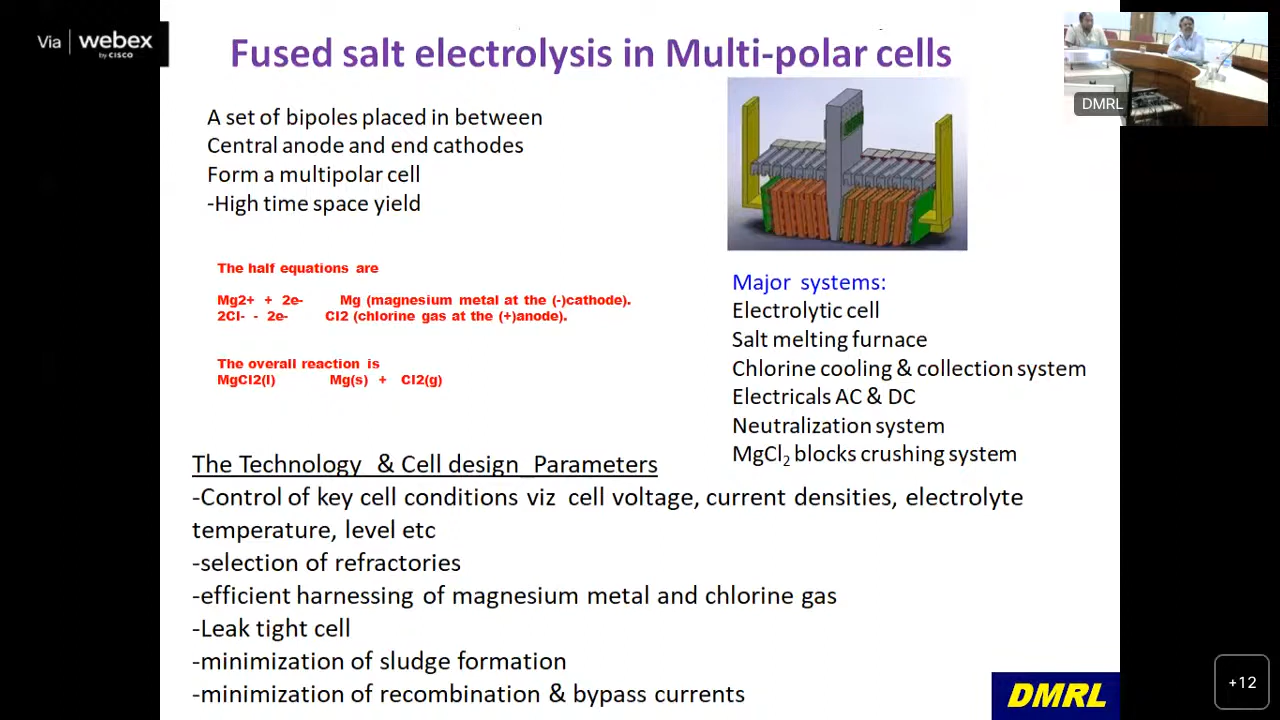 Via webex
by CISCO
Fused salt electrolysis in Multi-polar cells
DMRL
A set of bipoles placed in between
Central anode and end cathodes
Form a multipolar cell
-High time space yield
The half equations are
Mg2+ + 2e- Mg (magnesium metal at the (-)cathode).
2Cl- - 2e- Cl2 (chlorine gas at the (+)anode).
The overall reaction is
MgCl2(l) Mg(s) + Cl2(g)
Major systems:
Electrolytic cell
Salt melting furnace
Chlorine cooling & collection system
Electricals AC & DC
Neutralization system
MgCl2 blocks crushing system
The Technology & Cell design_Parameters
-Control of key cell conditions viz cell voltage, current densities, electrolyte
temperature, level etc
-selection of refractories
-efficient harnessing of magnesium metal and chlorine gas
-Leak tight cell
-minimization of sludge formation
-minimization of recombination & bypass currents
DMRL
+12